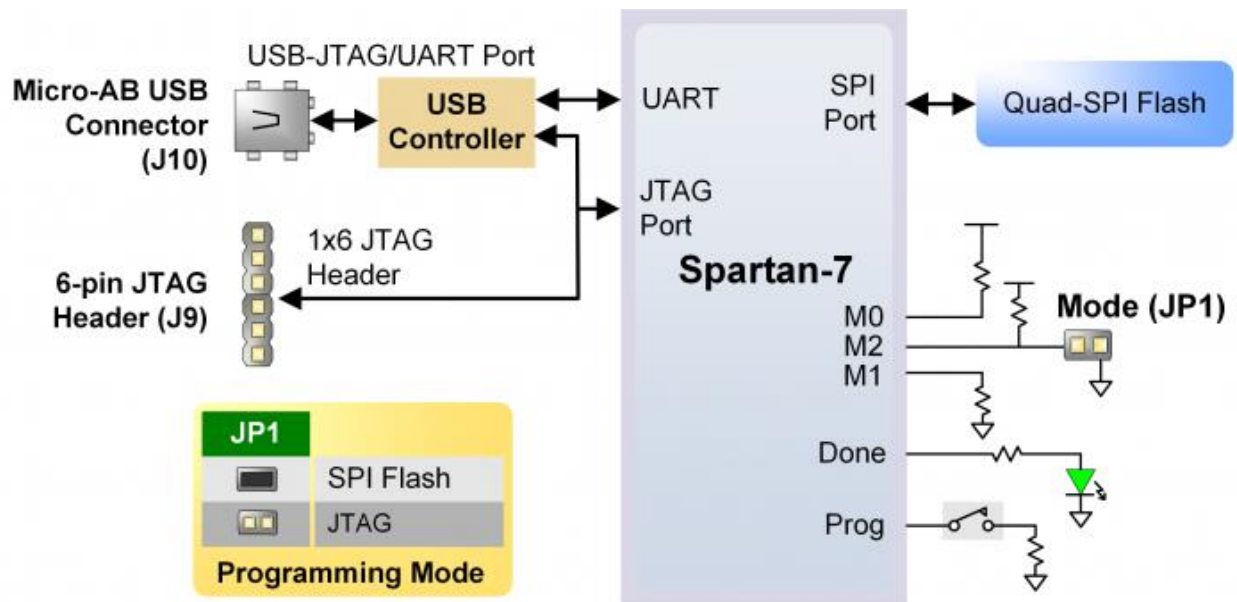 USB-JTAG/UART Port
Micro-AB USB
Connector
(J10)
USB
Controller
UART
SPI
Port
Quad-SPI Flash
JTAG
Port
1x6 JTAG
Header
6-pin JTAG
Header (J9)
Spartan-7
M0
M2
M1
Mode (JP1)
Done
Prog
JP1
SPI Flash
JTAG
Programming Mode